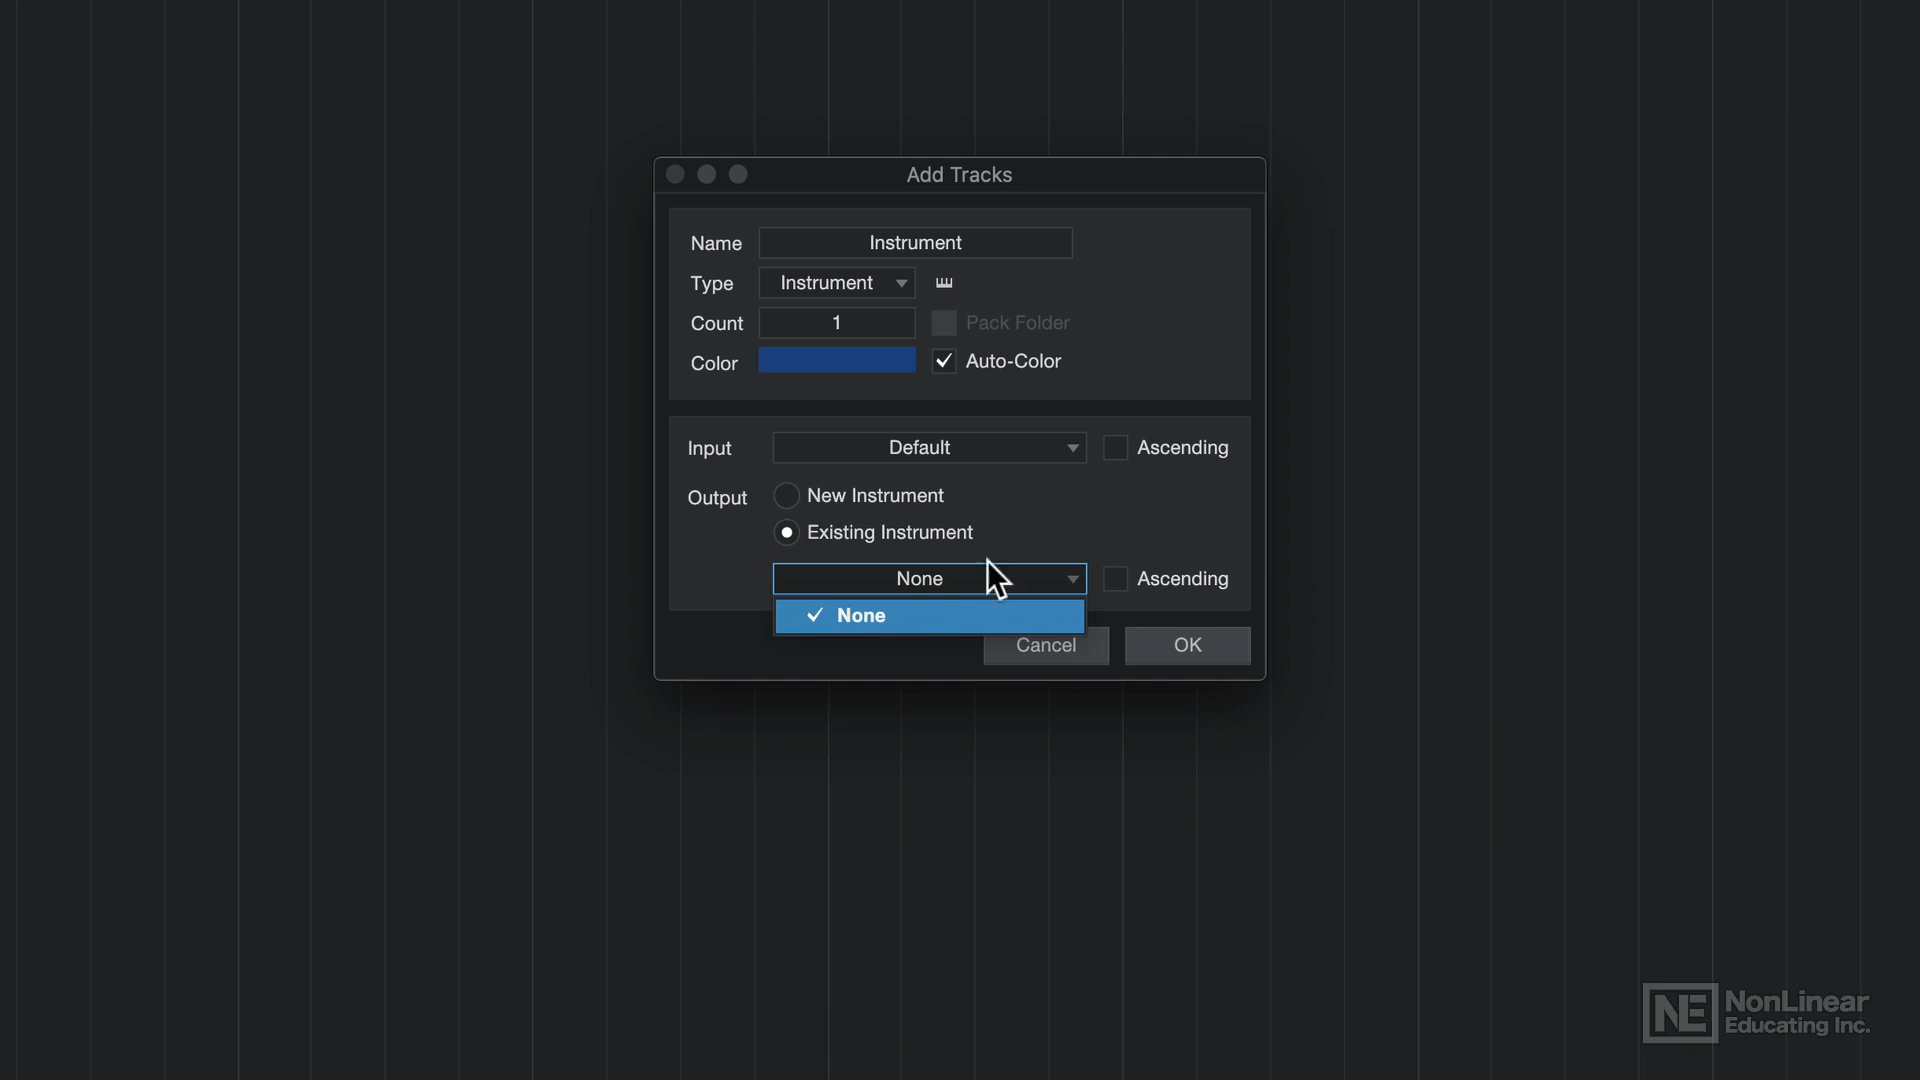 Add Tracks
Name Instrument
Type Instrument
Count 1 Pack Folder
Color Auto-Color
Input Default Ascending
Output New Instrument
Existing Instrument
None Ascending
None
Cancel OK
NE NonLinear
Educating Inc.